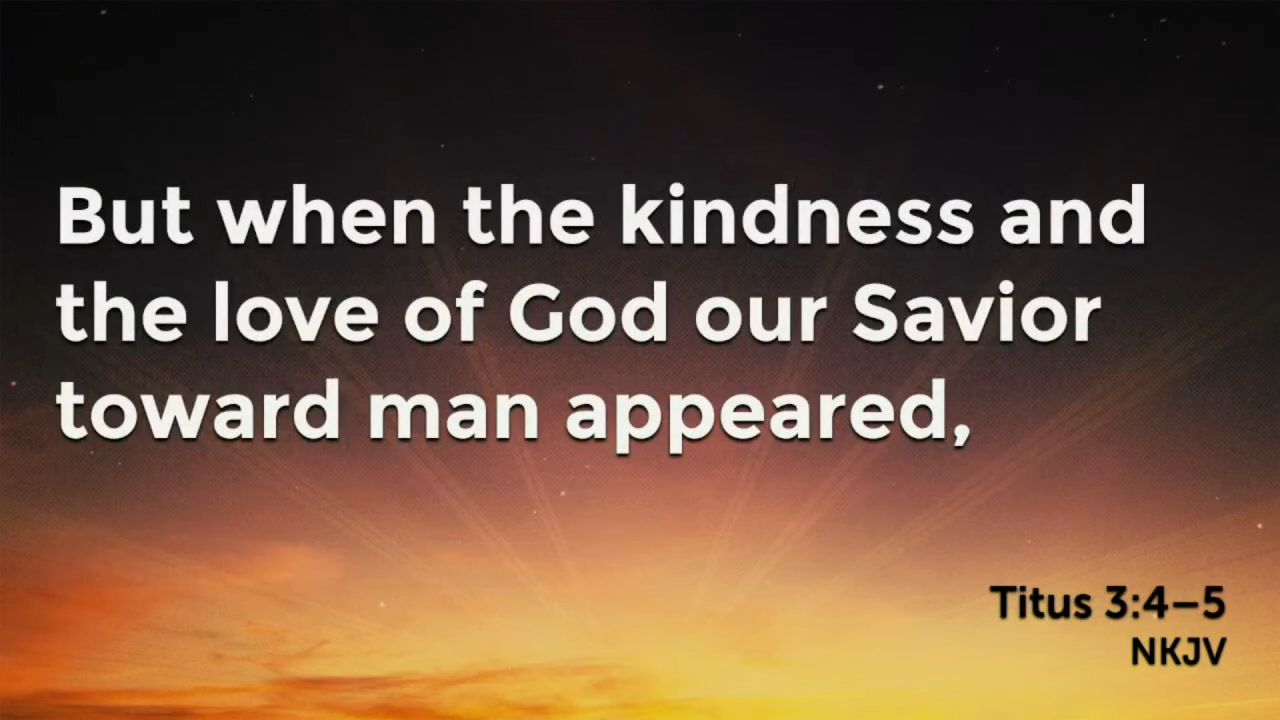 But when the kindness and
the love of God our Savior
toward man appeared,
Titus 3:4–5
NKJV